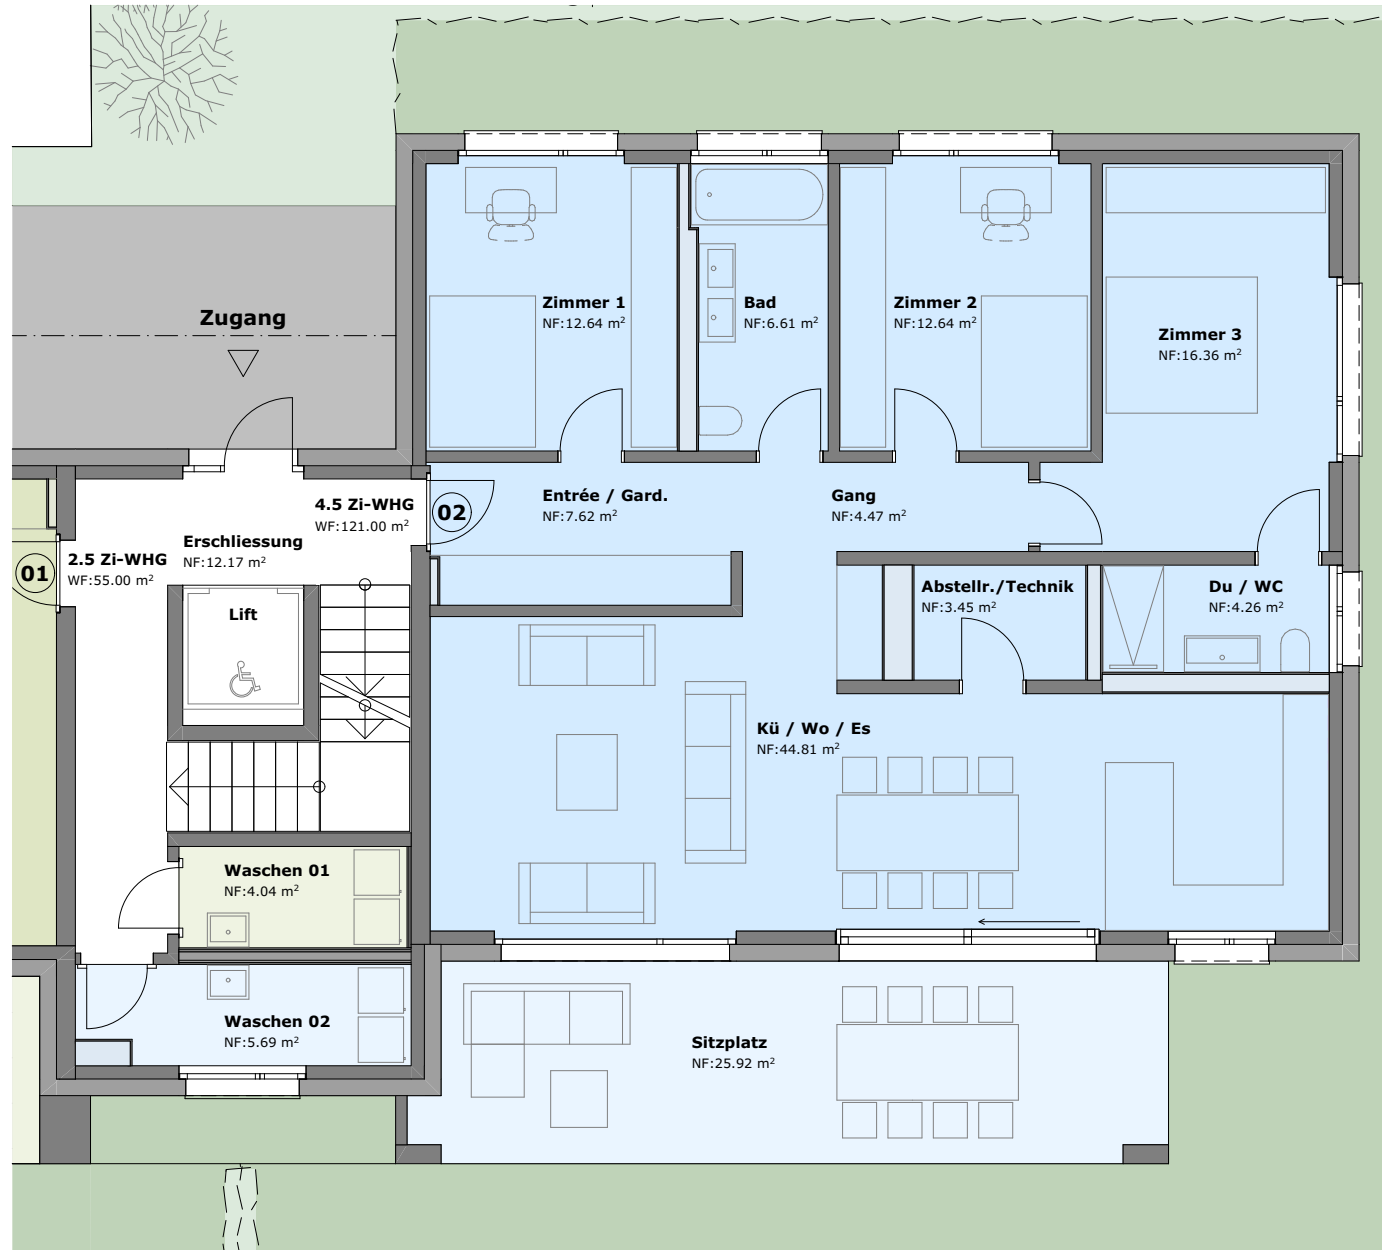 Zimmer 1
NF:12.64 m²
Bad
NF:6.61 m²
Zimmer 2
NF:12.64 m²
Zimmer 3
NF:16.36 m²
Zugang
4.5 Zi-WHG
WF:121.00 m²
02
Entrée / Gard.
NF:7.62 m²
Gang
NF:4.47 m²
Erschliessung
NF:12.17 m²
01
2.5 Zi-WHG
WF:55.00 m²
Lift
Abstellr./Technik
NF:3.45 m²
Du / WC
NF:4.26 m²
Kü / Wo / Es
NF:44.81 m²
Waschen 01
NF:4.04 m²
Waschen 02
NF:5.69 m²
Sitzplatz
NF:25.92 m²